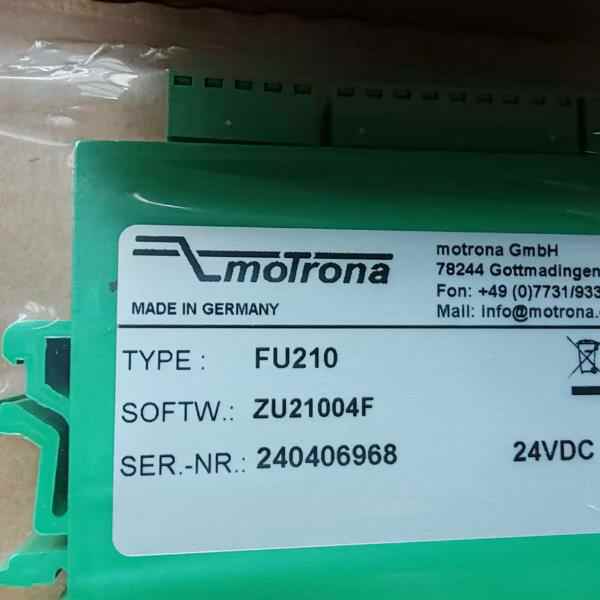 moTrona
MADE IN GERMANY
motrona GmbH
78244 Gottmadingen
Fon: +49 (0)7731/933
Mail: info@motrona.
TYPE : FU210
SOFTW.: ZU21004F
SER.-NR.: 240406968
24VDC